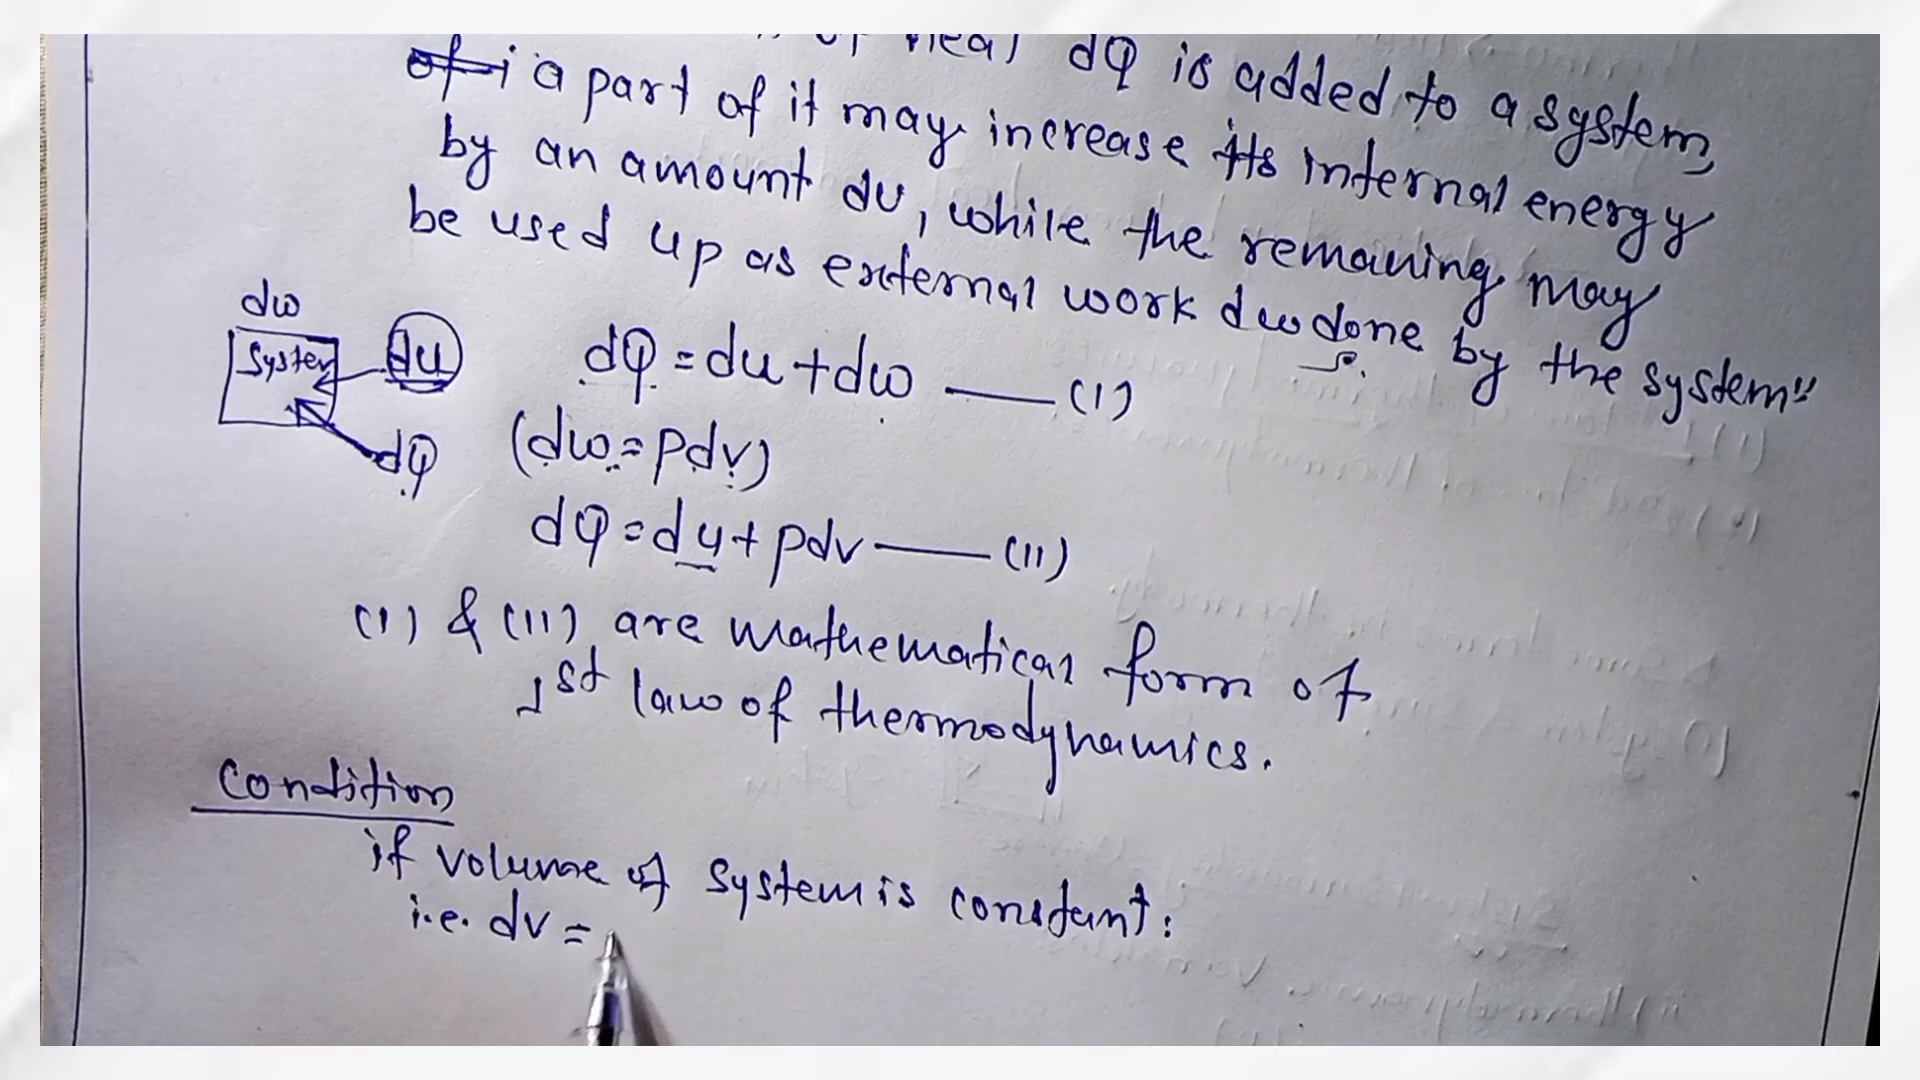 dQ is added to a system,
a part of it may increase its internal energy
by an amount du, while the remaining may
be used up as external work dw done by the system"
dw
system
du
dQ
dQ = du + dw — (I)
(dw = pdv)
dQ = du + pdv — (II)
(I) & (II) are mathematical form of
1st law of thermodynamics.
Condition
if volume of system is constant:
i.e. dv =